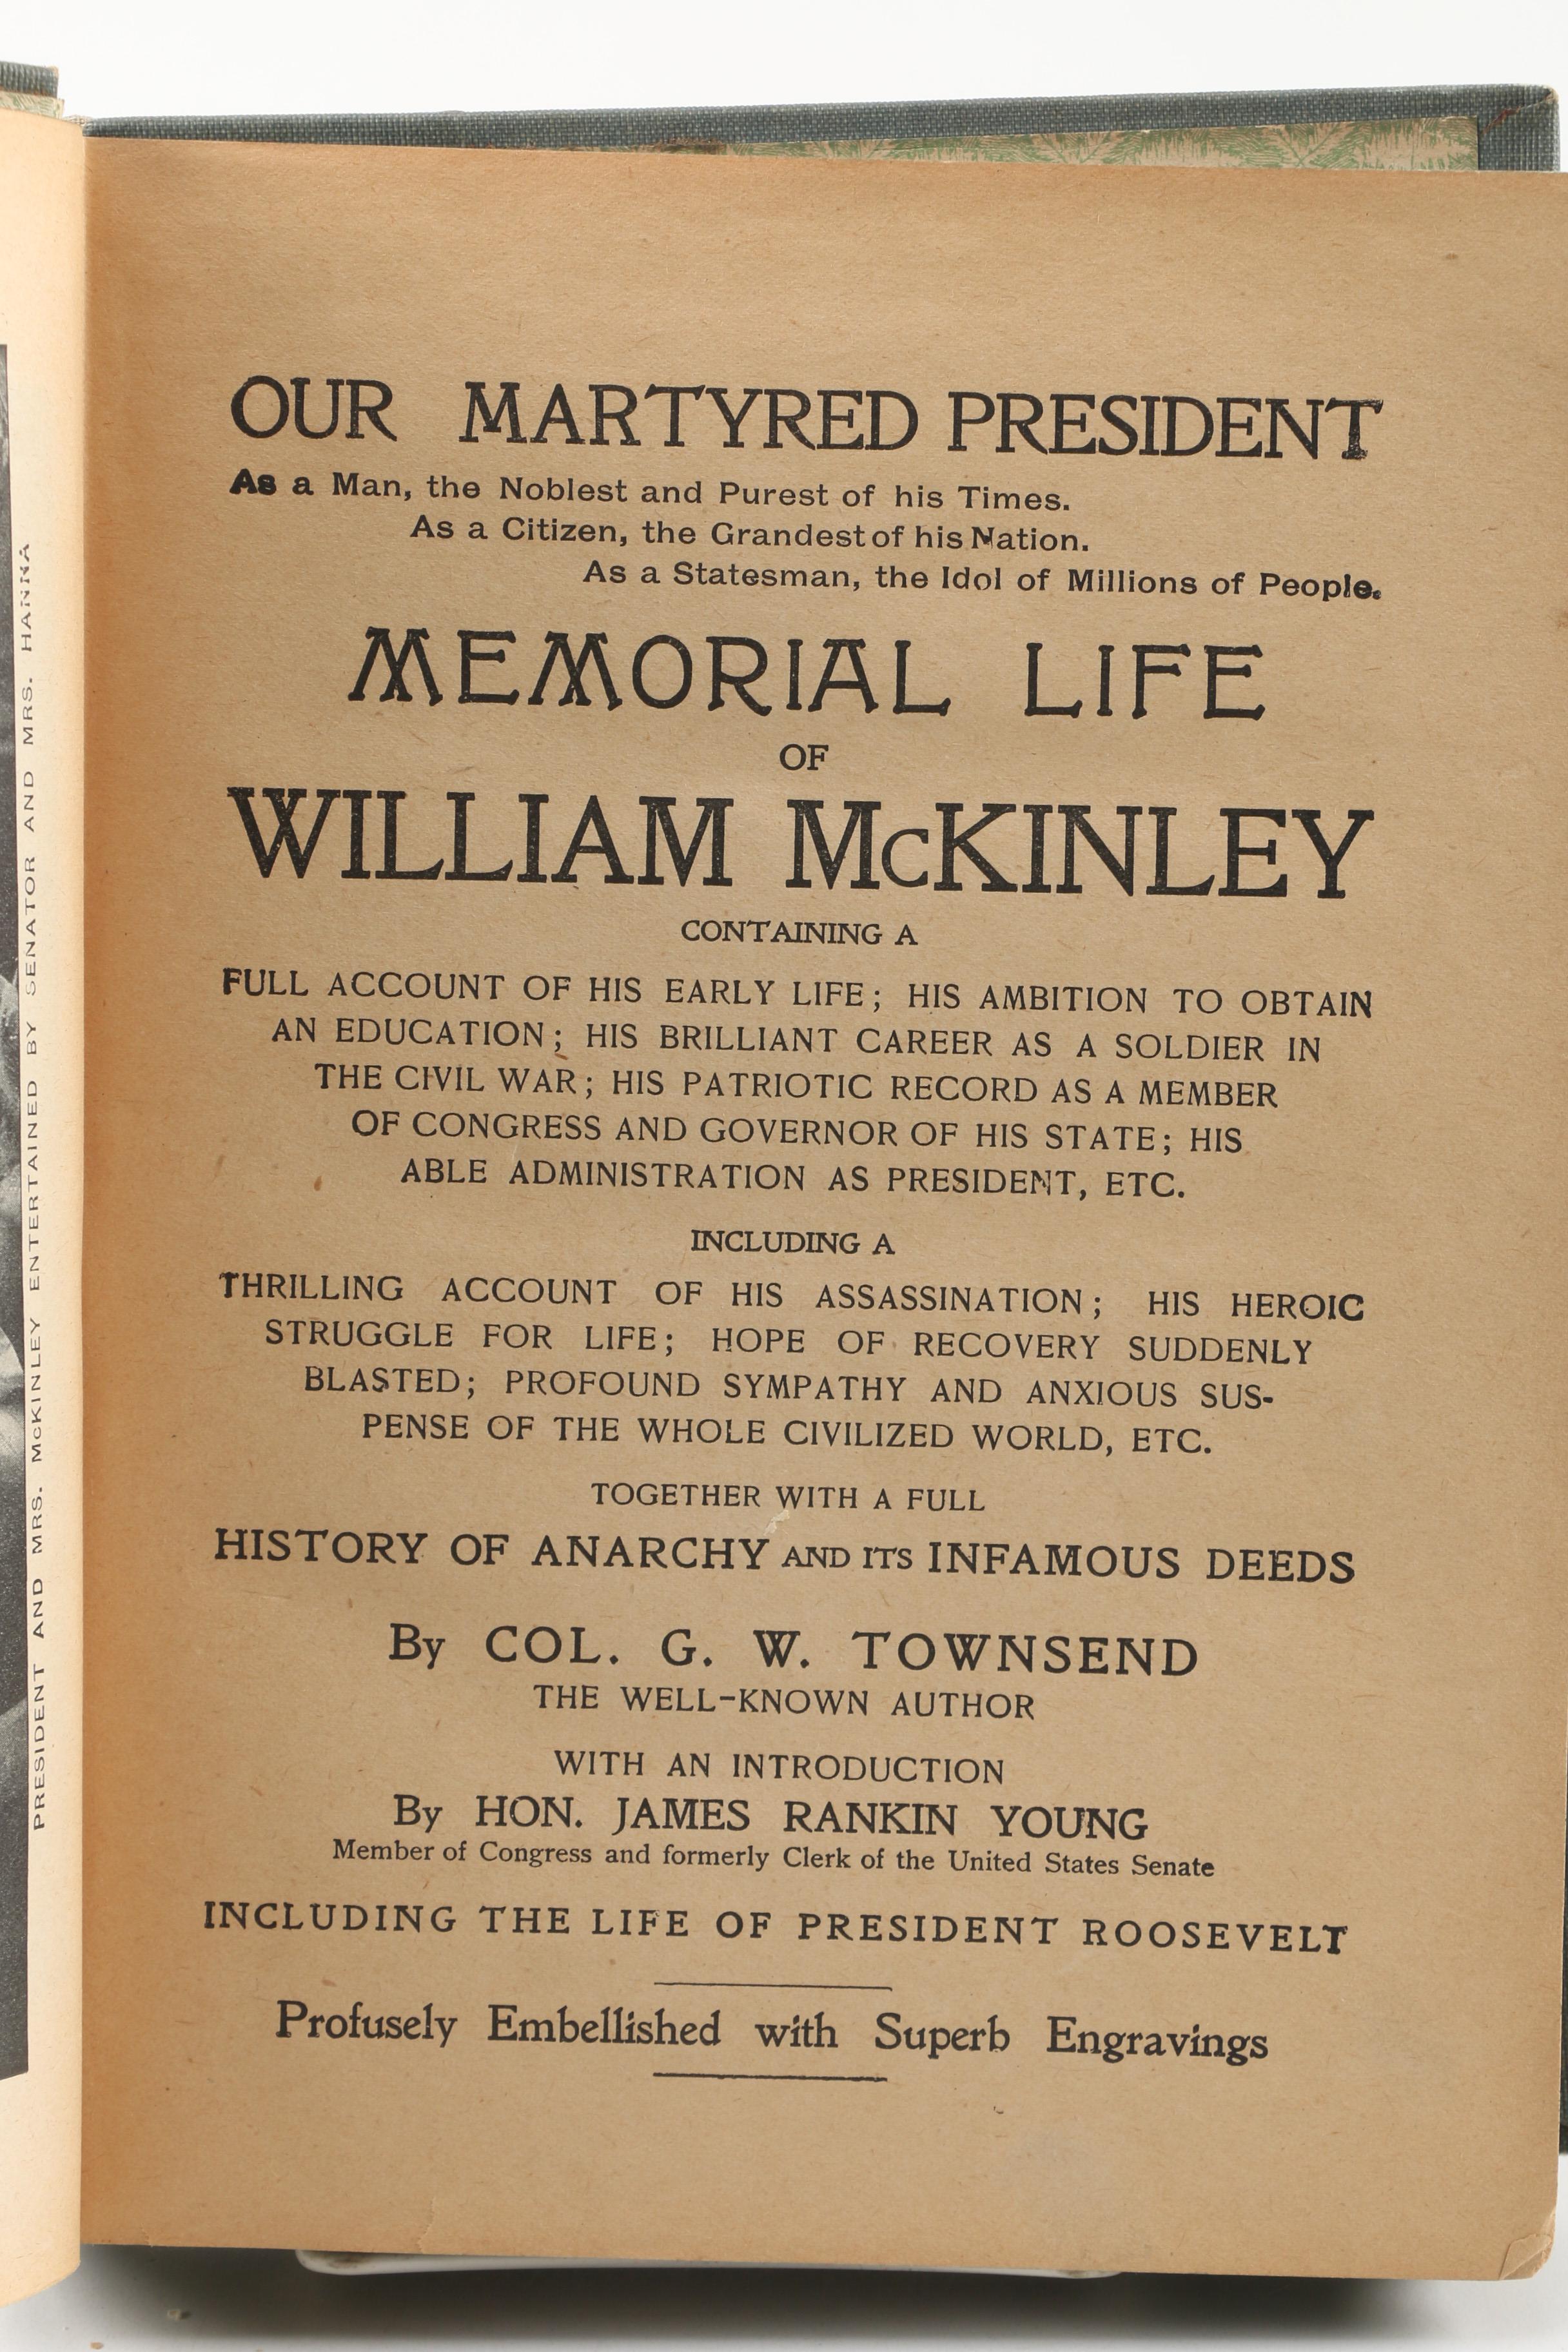 PRESIDENT AND MRS. McKINLEY ENTERTAINED BY SENATOR AND MRS. HANNA
OUR MARTYRED PRESIDENT
As a Man, the Noblest and Purest of his Times.
As a Citizen, the Grandest of his Nation.
As a Statesman, the Idol of Millions of People.
MEMORIAL LIFE
OF
WILLIAM McKINLEY
CONTAINING A
FULL ACCOUNT OF HIS EARLY LIFE; HIS AMBITION TO OBTAIN
AN EDUCATION; HIS BRILLIANT CAREER AS A SOLDIER IN
THE CIVIL WAR; HIS PATRIOTIC RECORD AS A MEMBER
OF CONGRESS AND GOVERNOR OF HIS STATE; HIS
ABLE ADMINISTRATION AS PRESIDENT, ETC.
INCLUDING A
THRILLING ACCOUNT OF HIS ASSASSINATION; HIS HEROIC
STRUGGLE FOR LIFE; HOPE OF RECOVERY SUDDENLY
BLASTED; PROFOUND SYMPATHY AND ANXIOUS SUS-
PENSE OF THE WHOLE CIVILIZED WORLD, ETC.
TOGETHER WITH A FULL
HISTORY OF ANARCHY AND ITS INFAMOUS DEEDS
By COL. G. W. TOWNSEND
THE WELL-KNOWN AUTHOR
WITH AN INTRODUCTION
By HON. JAMES RANKIN YOUNG
Member of Congress and formerly Clerk of the United States Senate
INCLUDING THE LIFE OF PRESIDENT ROOSEVELT
Profusely Embellished with Superb Engravings